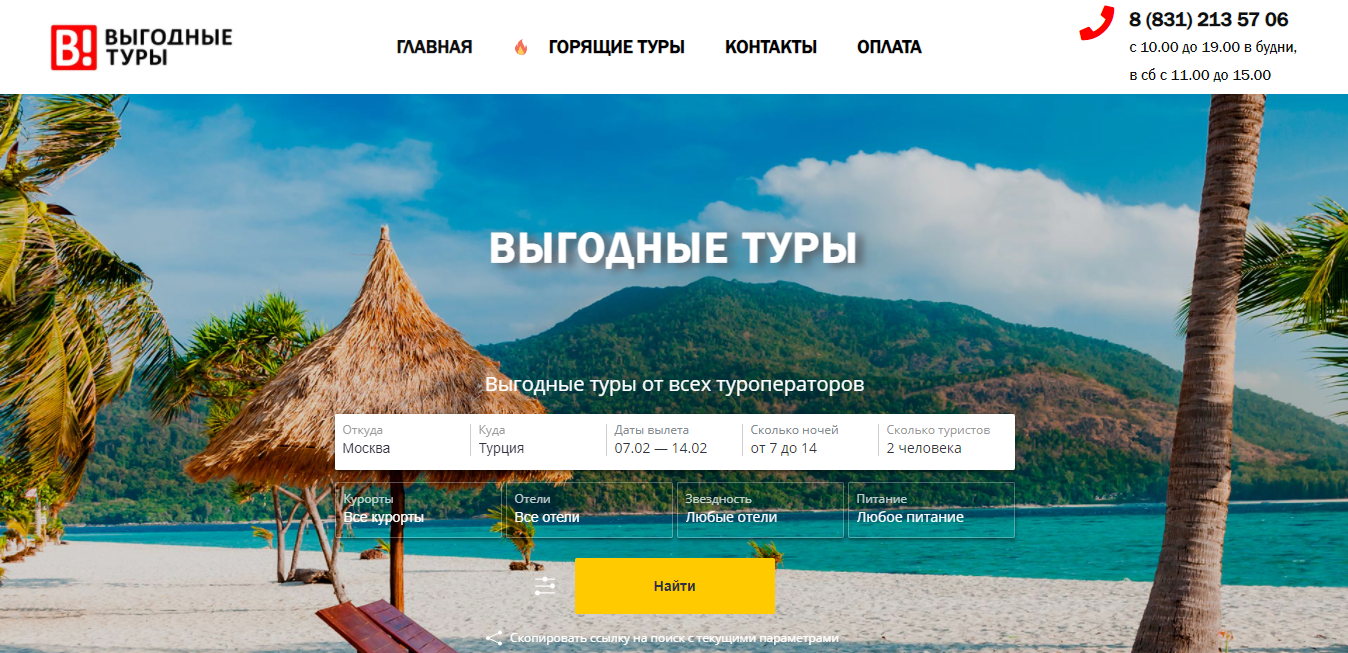 B!
ВЫГОДНЫЕ
ТУРЫ
ГЛАВНАЯ
ГОРЯЩИЕ ТУРЫ
КОНТАКТЫ
ОПЛАТА
8 (831) 213 57 06
с 10.00 до 19.00 в будни,
в сб с 11.00 до 15.00
ВЫГОДНЫЕ ТУРЫ
Выгодные туры от всех туроператоров
Откуда
Москва
Куда
Турция
Даты вылета
07.02 — 14.02
Сколько ночей
от 7 до 14
Сколько туристов
2 человека
Курорты
Все курорты
Отели
Все отели
Звездность
Любые отели
Питание
Любое питание
Найти
Скопировать ссылку на поиск с текущими параметрами